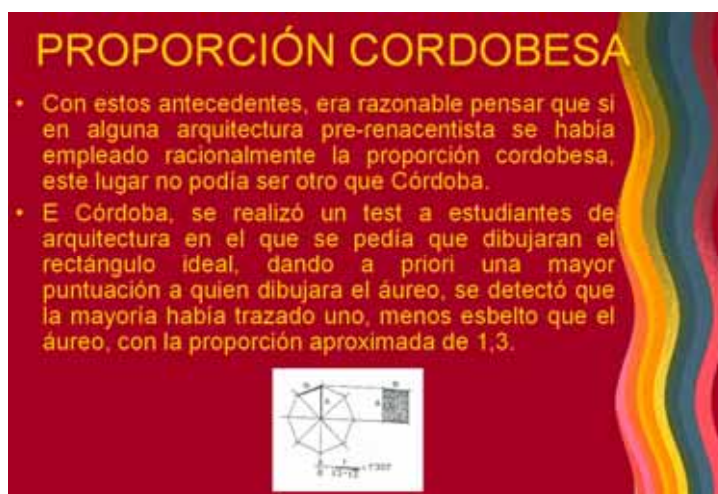 PROPORCIÓN CORDOBESA
• Con estos antecedentes, era razonable pensar que si
en alguna arquitectura pre-renacentista se había
empleado racionalmente la proporción cordobesa,
este lugar no podía ser otro que Córdoba.
• E Córdoba, se realizó un test a estudiantes de
arquitectura en el que se pedía que dibujaran el
rectángulo ideal, dando a priori una mayor
puntuación a quien dibujara el áureo, se detectó que
la mayoría había trazado uno, menos esbelto que el
áureo, con la proporción aproximada de 1,3.